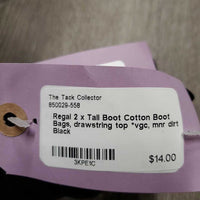 The Tack Collector
850029-558
Regal 2 x Tall Boot Cotton Boot
Bags, drawstring top *vgc, mnr dirt
Black
3KPE1C
$14.00